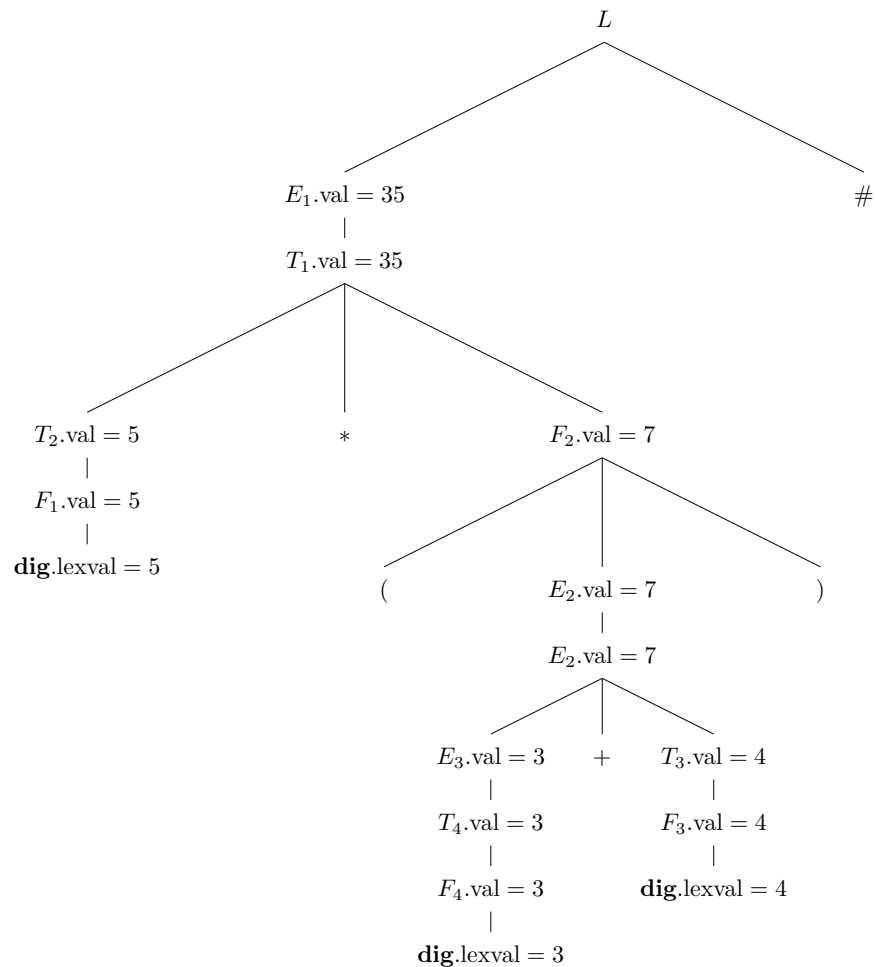 L
E₁.val = 35 #
T₁.val = 35
T₂.val = 5 * F₂.val = 7
F₁.val = 5
dig.lexval = 5
( E₂.val = 7 )
E₂.val = 7
E₃.val = 3 + T₃.val = 4
T₄.val = 3 F₃.val = 4
F₄.val = 3 dig.lexval = 4
dig.lexval = 3